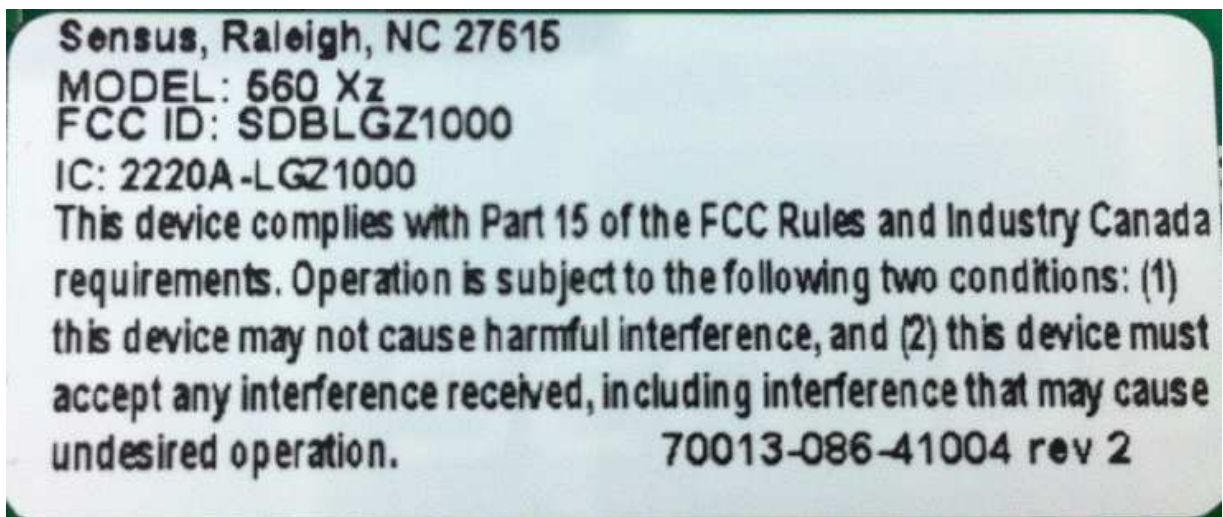 Sensus, Raleigh, NC 27615
MODEL: 560 Xz
FCC ID: SDBLGZ1000
IC: 2220A-LGZ1000
This device complies with Part 15 of the FCC Rules and Industry Canada
requirements. Operation is subject to the following two conditions: (1)
this device may not cause harmful interference, and (2) this device must
accept any interference received, including interference that may cause
undesired operation. 70013-086-41004 rev 2